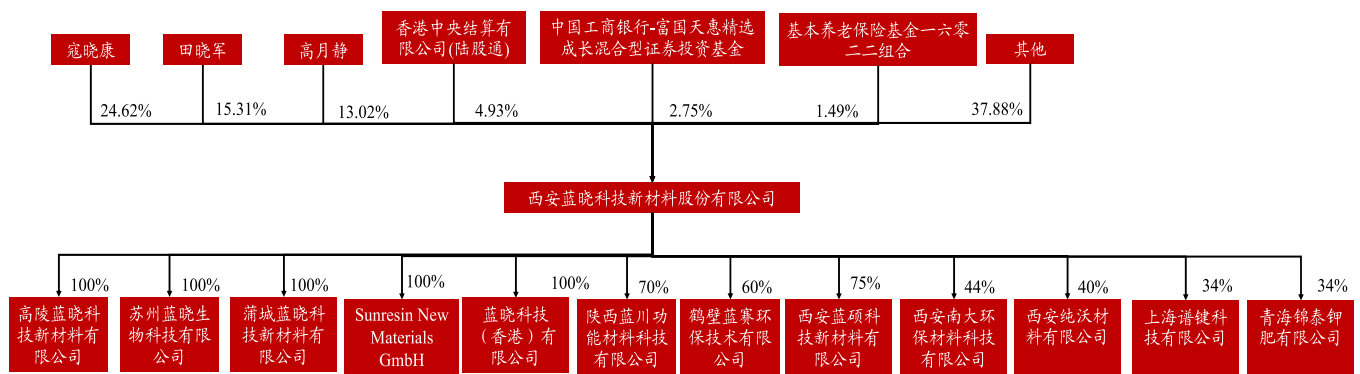 寇晓康
田晓军
高月静
香港中央结算有
限公司(陆股通)
中国工商银行-富国天惠精选
成长混合型证券投资基金
基本养老保险基金一六零
二二组合
其他
24.62%
15.31%
13.02%
4.93%
2.75%
1.49%
37.88%
西安蓝晓科技新材料股份有限公司
100%
100%
100%
100%
100%
70%
60%
75%
44%
40%
34%
34%
高陵蓝晓科
技新材料有
限公司
苏州蓝晓生
物科技有限
公司
蒲城蓝晓科
技新材料有
限公司
Sunresin New
Materials
GmbH
蓝晓科技
（香港）有
限公司
陕西蓝川功
能材料科技
有限公司
鹤壁蓝赛环
保技术有限
公司
西安蓝硕科
技新材料有
限公司
西安南大环
保材料科技
有限公司
西安纯沃材
料有限公司
上海谱键科
技有限公司
青海锦泰钾
肥有限公司